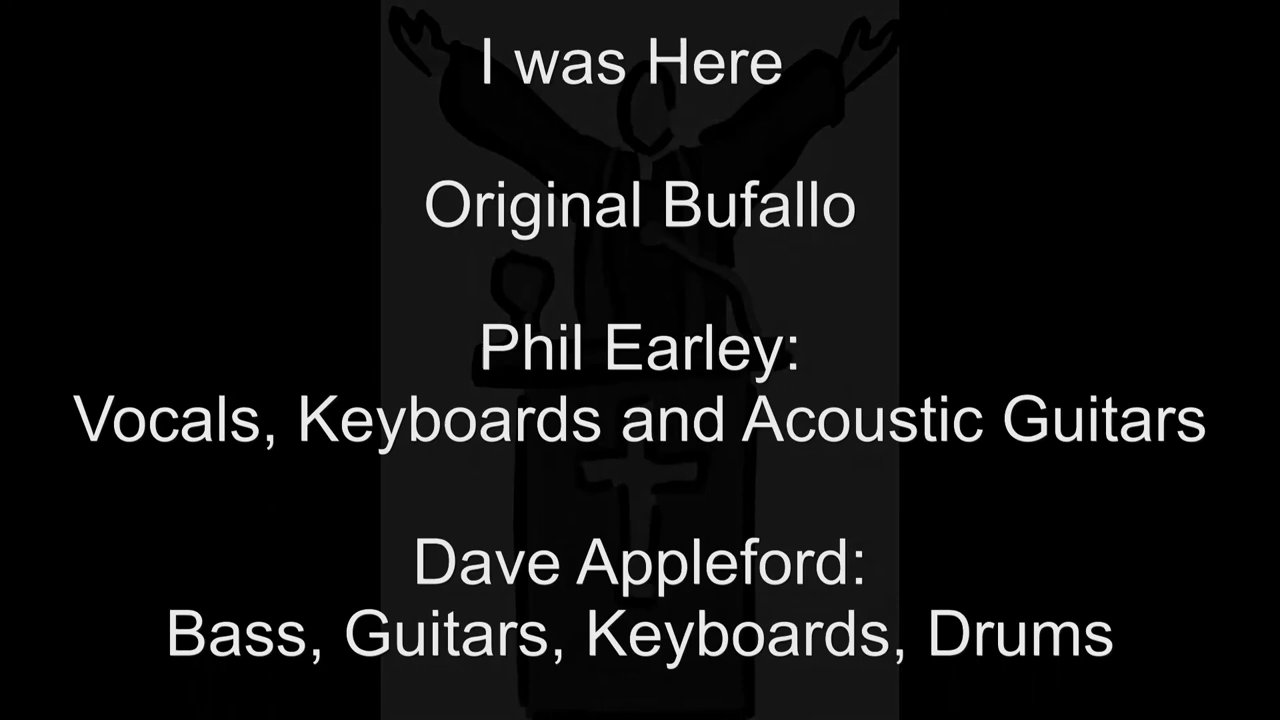 I was Here
Original Bufallo
Phil Earley:
Vocals, Keyboards and Acoustic Guitars
Dave Appleford:
Bass, Guitars, Keyboards, Drums